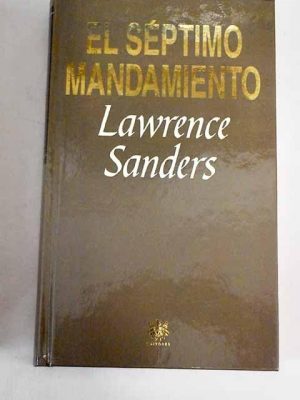 EL SÉPTIMO
MANDAMIENTO
Lawrence
Sanders